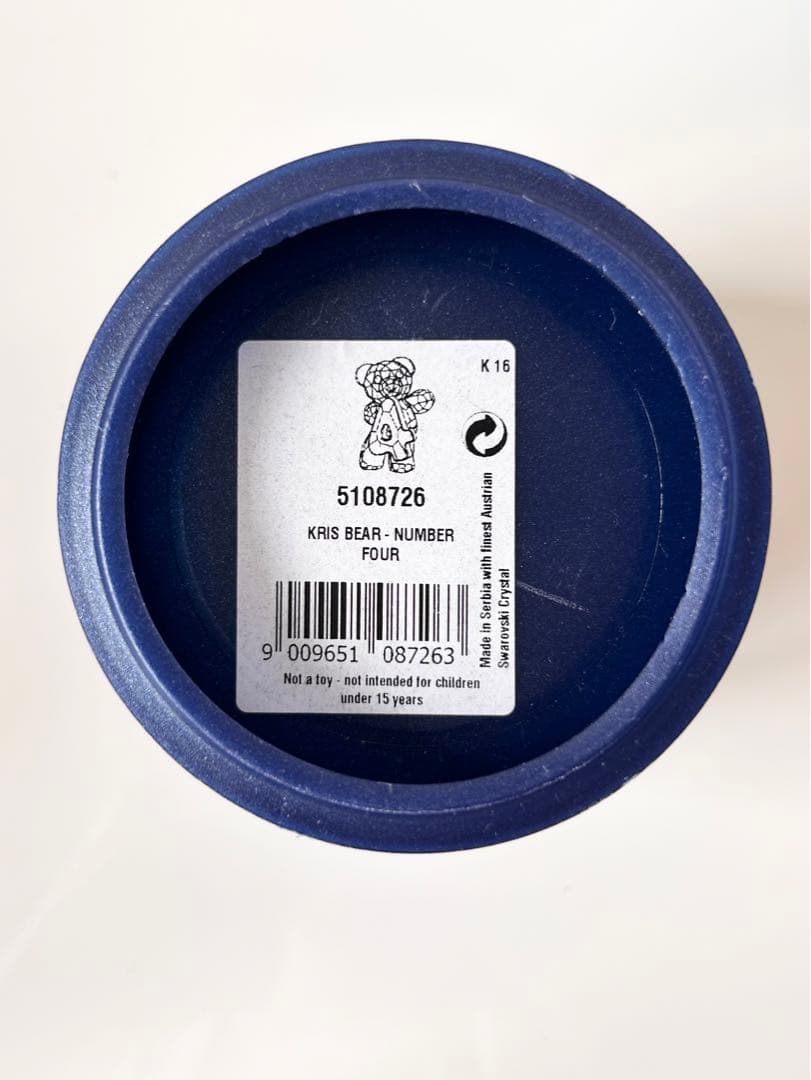 K 16
5108726
KRIS BEAR - NUMBER
FOUR
9 009651 087263
Made in Serbia with finest Austrian
Swarovski Crystal
Not a toy - not intended for children
under 15 years